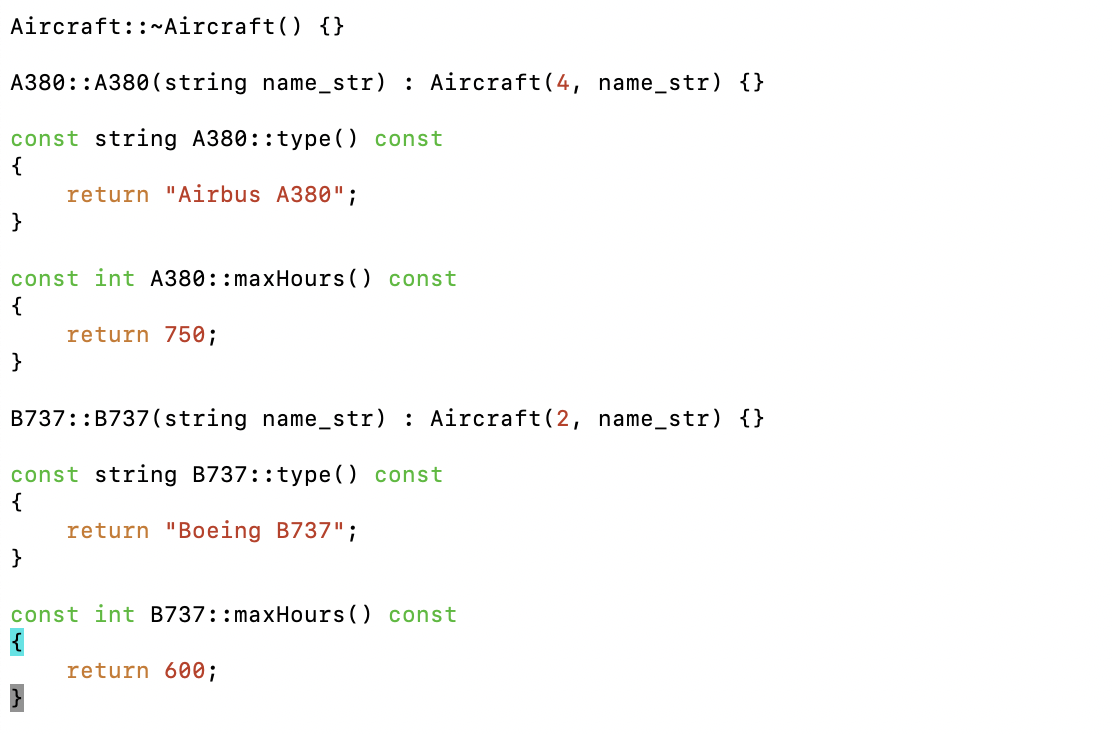 Aircraft::~Aircraft() {}

A380::A380(string name_str) : Aircraft(4, name_str) {}

const string A380::type() const
{
    return "Airbus A380";
}

const int A380::maxHours() const
{
    return 750;
}

B737::B737(string name_str) : Aircraft(2, name_str) {}

const string B737::type() const
{
    return "Boeing B737";
}

const int B737::maxHours() const
{
    return 600;
}